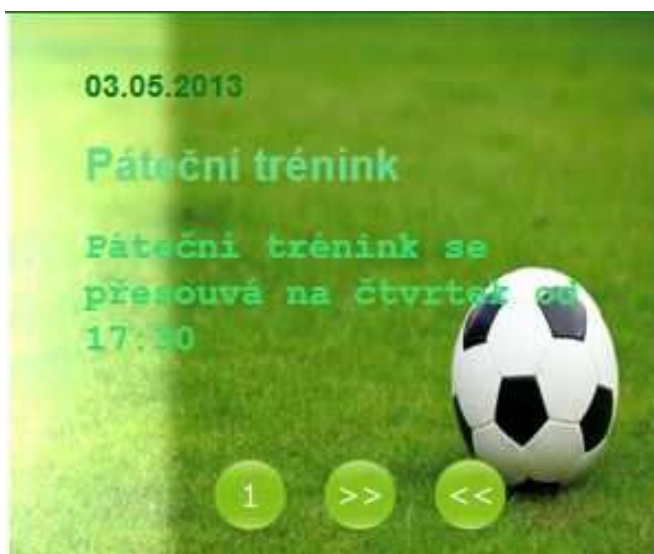 03.05.2013
Páteční trénink
Páteční trénink se
přesouvá na čtvrtek od
17:30
1 >> <<